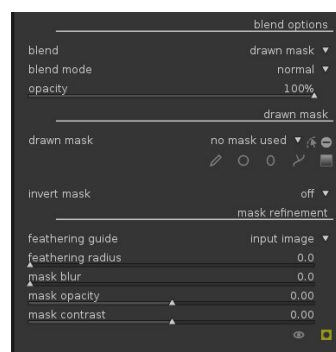 blend options
blend drawn mask
blend mode normal
opacity 100%
drawn mask
drawn mask no mask used
invert mask off
mask refinement
feathering guide input image
feathering radius 0.0
mask blur 0.0
mask opacity 0.00
mask contrast 0.00